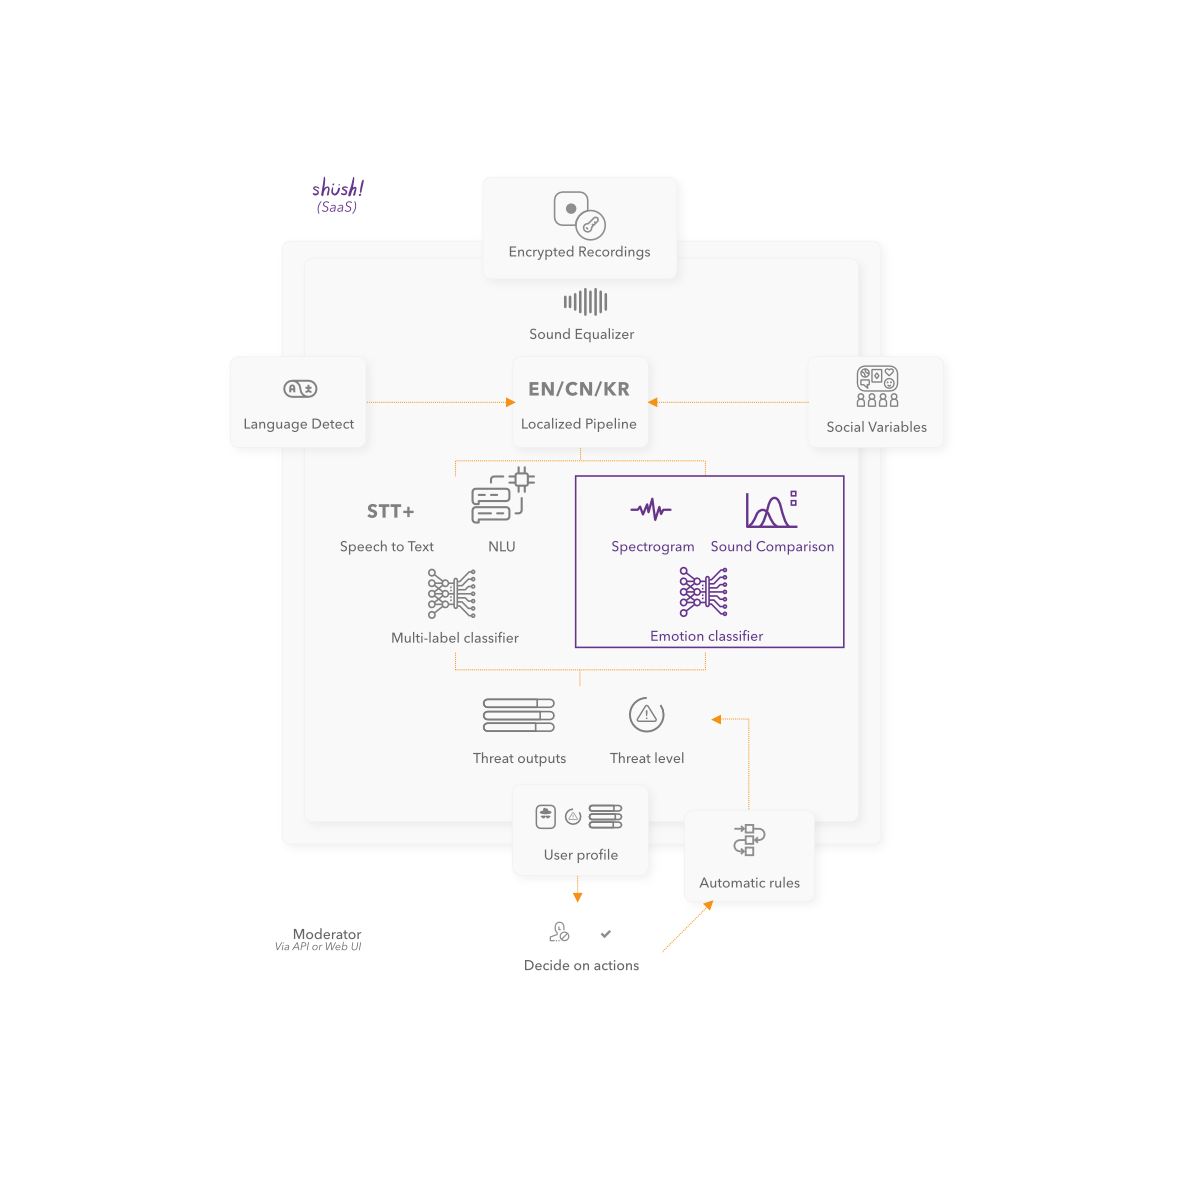 shüsh!
(SaaS)
Encrypted Recordings
Sound Equalizer
EN/CN/KR
Language Detect
Localized Pipeline
Social Variables
STT+
Speech to Text
NLU
Spectrogram
Sound Comparison
Multi-label classifier
Emotion classifier
Threat outputs
Threat level
User profile
Automatic rules
Moderator
Via API or Web UI
Decide on actions